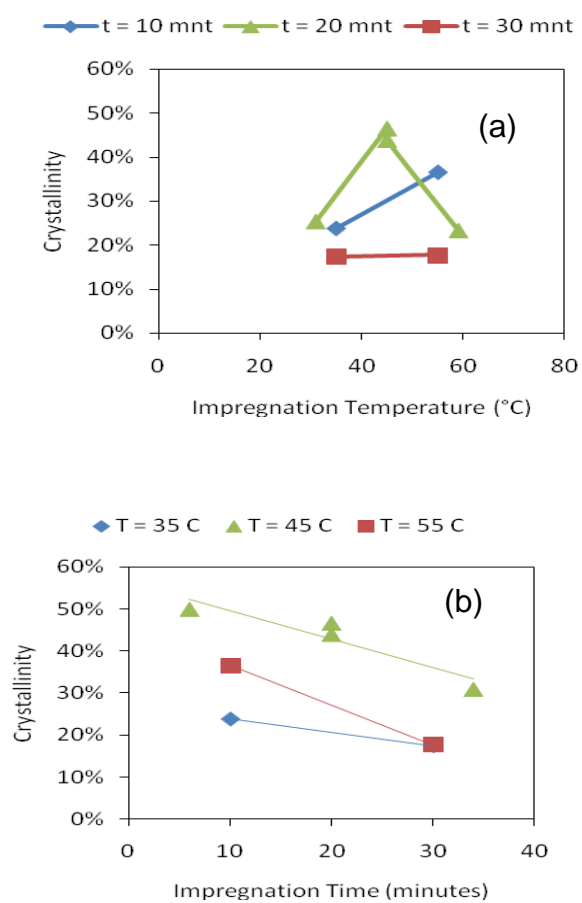 t = 10 mnt t = 20 mnt t = 30 mnt
60%
50%
40%
30%
20%
10%
0%
Crystallinity
(a)
0 20 40 60 80
Impregnation Temperature (°C)
T = 35 C T = 45 C T = 55 C
60%
50%
40%
30%
20%
10%
0%
Crystallinity
(b)
0 10 20 30 40
Impregnation Time (minutes)